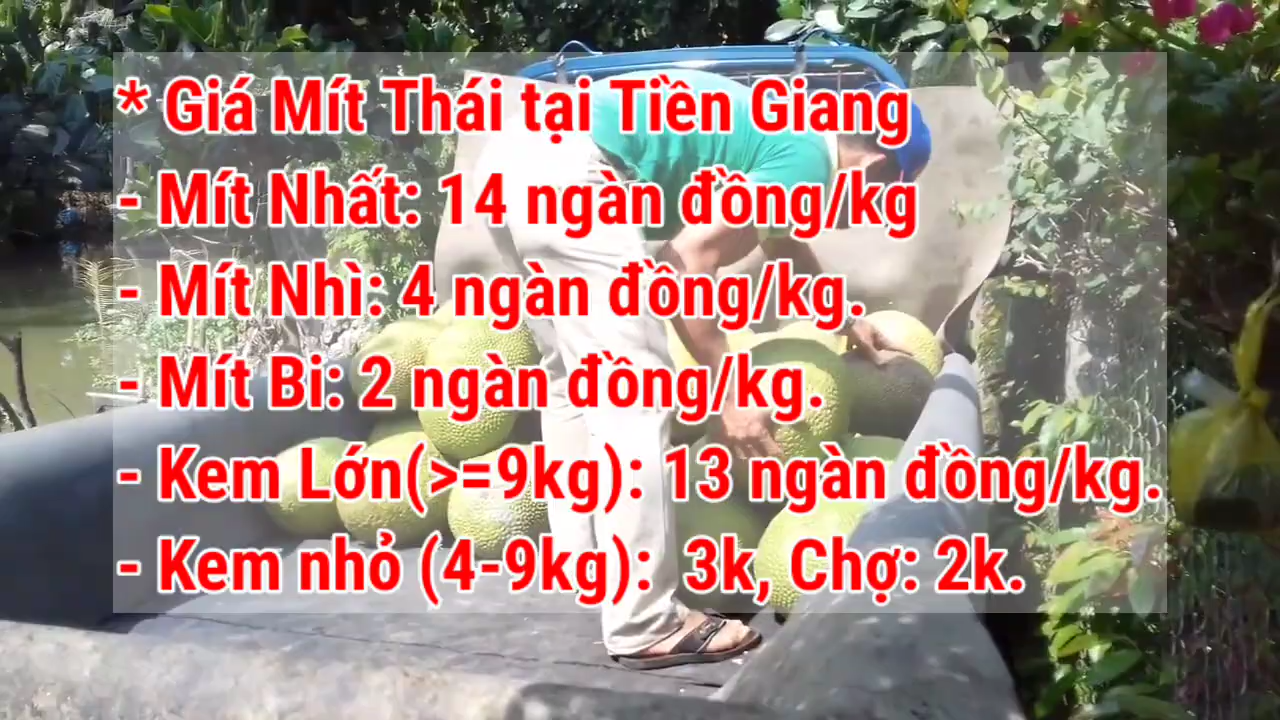 * Giá Mít Thái tại Tiền Giang
- Mít Nhất: 14 ngàn đồng/kg
- Mít Nhì: 4 ngàn đồng/kg.
- Mít Bi: 2 ngàn đồng/kg.
- Kem Lớn(>=9kg): 13 ngàn đồng/kg.
- Kem nhỏ (4-9kg):  3k, Chợ: 2k.